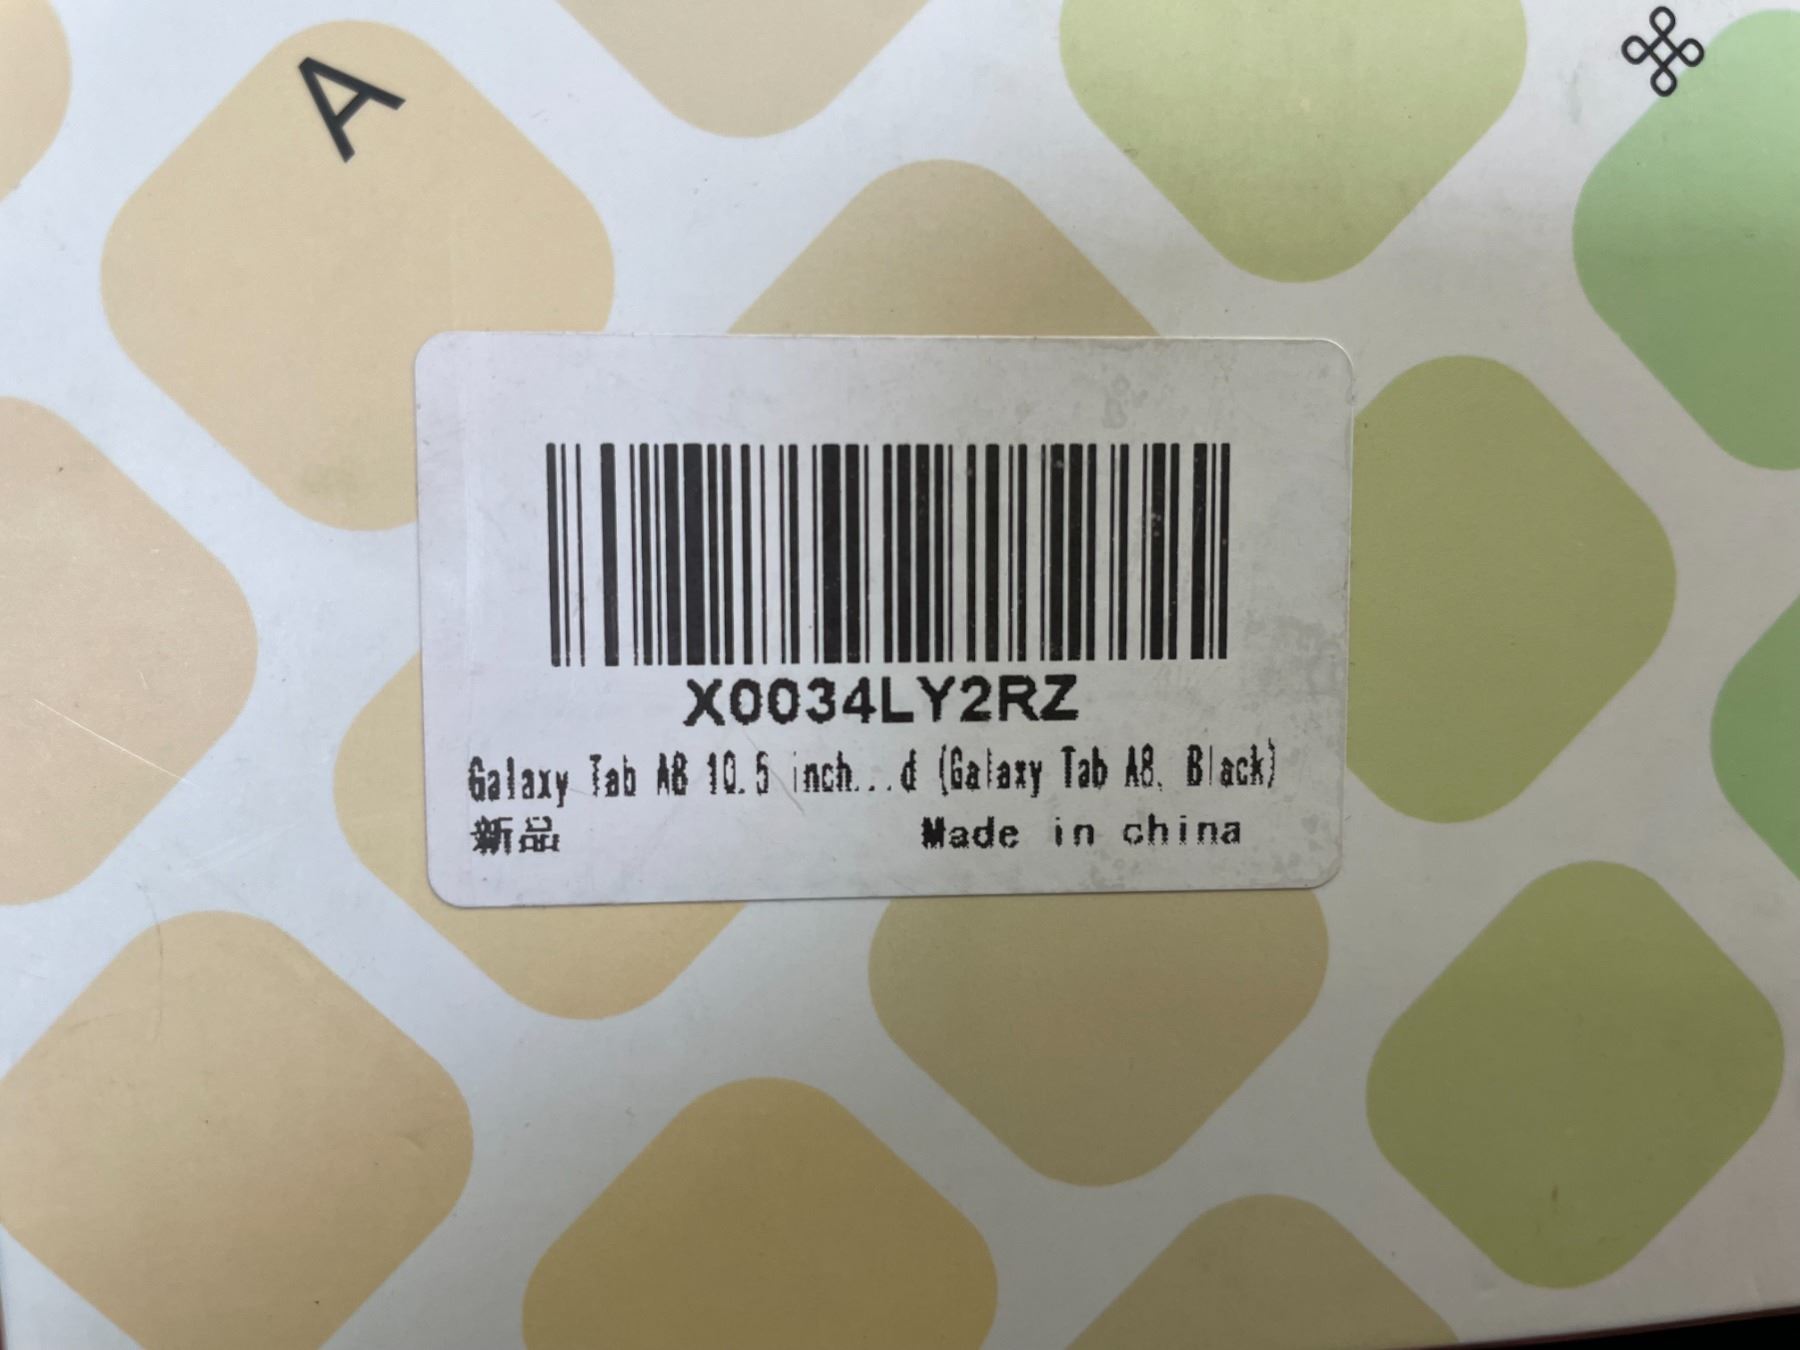 A
X0034LY2RZ
Galaxy Tab A8 10.5 inch...d (Galaxy Tab A8, Black)
新品
Made in china